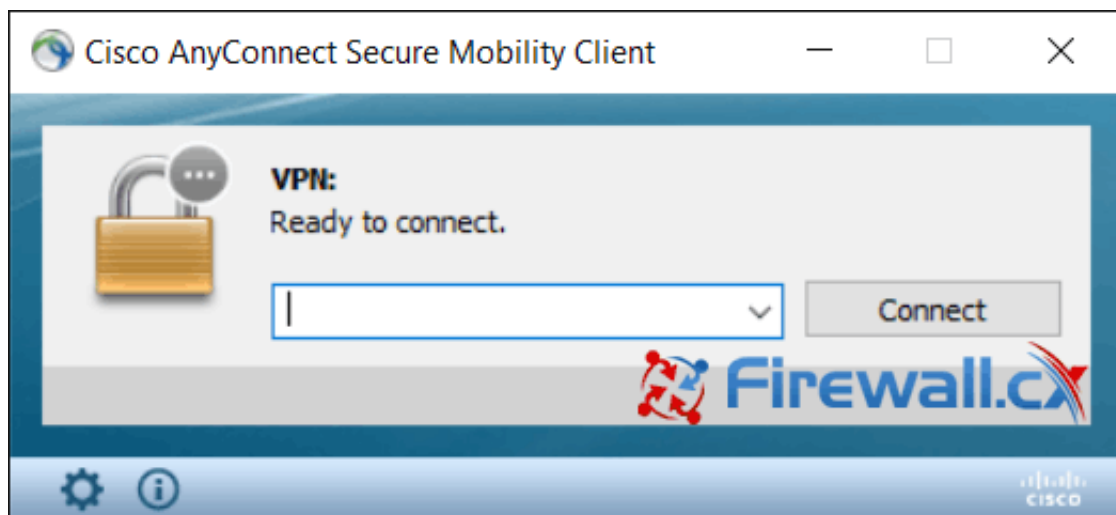 Cisco AnyConnect Secure Mobility Client
VPN:
Ready to connect.
Connect
Firewall.cx
CISCO